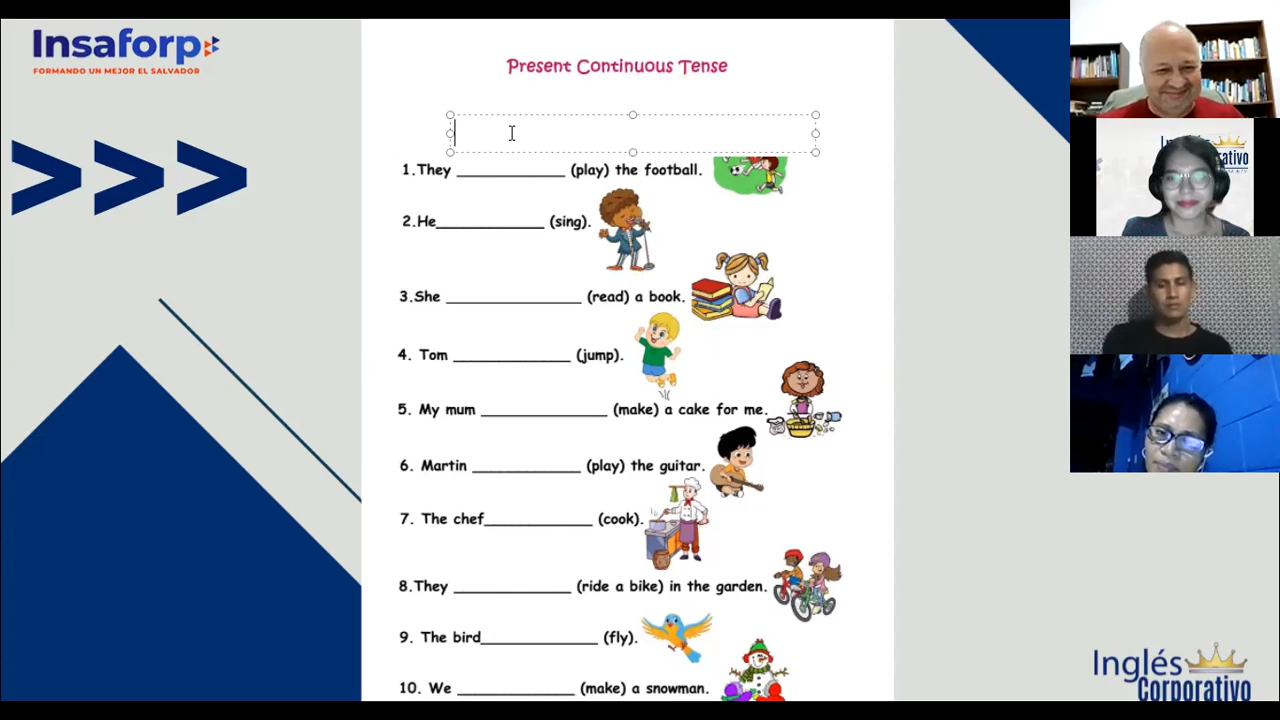 Insaforp
FORMANDO UN MEJOR EL SALVADOR
Present Continuous Tense
1.They ____________ (play) the football.
2.He____________ (sing).
3.She _______________ (read) a book.
4. Tom _____________ (jump).
5. My mum ______________ (make) a cake for me.
6. Martin ____________ (play) the guitar.
7. The chef____________ (cook).
8.They _____________ (ride a bike) in the garden.
9. The bird_____________ (fly).
10. We _____________ (make) a snowman.
Inglés
Corporativo